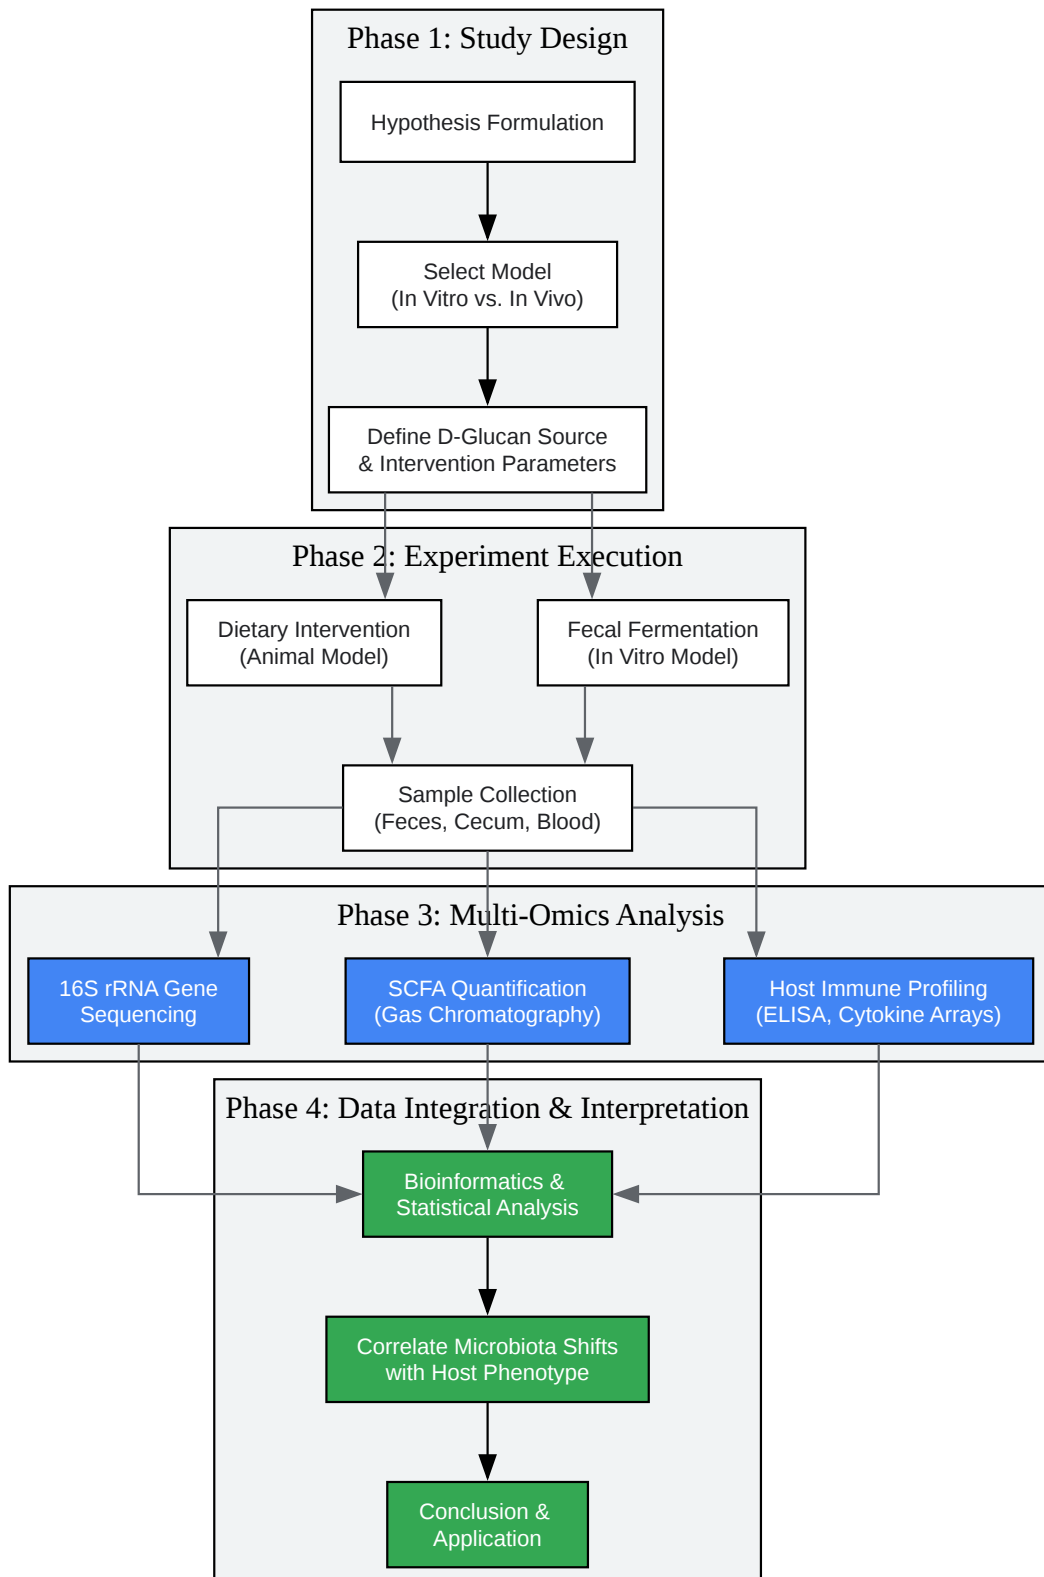 Phase 1: Study Design
Hypothesis Formulation
Select Model
(In Vitro vs. In Vivo)
Define D-Glucan Source
& Intervention Parameters
Phase 2: Experiment Execution
Dietary Intervention
(Animal Model)
Fecal Fermentation
(In Vitro Model)
Sample Collection
(Feces, Cecum, Blood)
Phase 3: Multi-Omics Analysis
16S rRNA Gene
Sequencing
SCFA Quantification
(Gas Chromatography)
Host Immune Profiling
(ELISA, Cytokine Arrays)
Phase 4: Data Integration & Interpretation
Bioinformatics &
Statistical Analysis
Correlate Microbiota Shifts
with Host Phenotype
Conclusion &
Application